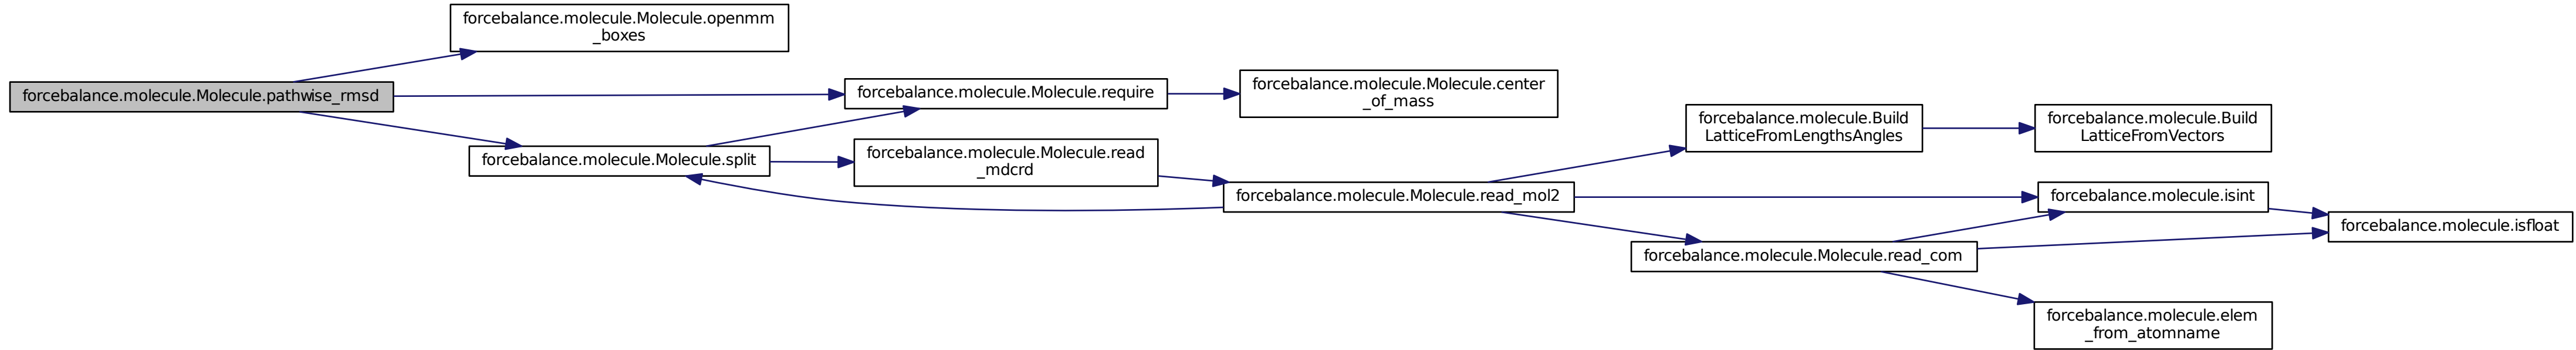 forcebalance.molecule.Molecule.pathwise_rmsd
forcebalance.molecule.Molecule.openmm
_boxes
forcebalance.molecule.Molecule.require
forcebalance.molecule.Molecule.center
_of_mass
forcebalance.molecule.Molecule.split
forcebalance.molecule.Molecule.read
_mdcrd
forcebalance.molecule.Molecule.read_mol2
forcebalance.molecule.Build
LatticeFromLengthsAngles
forcebalance.molecule.Build
LatticeFromVectors
forcebalance.molecule.isint
forcebalance.molecule.isfloat
forcebalance.molecule.Molecule.read_com
forcebalance.molecule.elem
_from_atomname